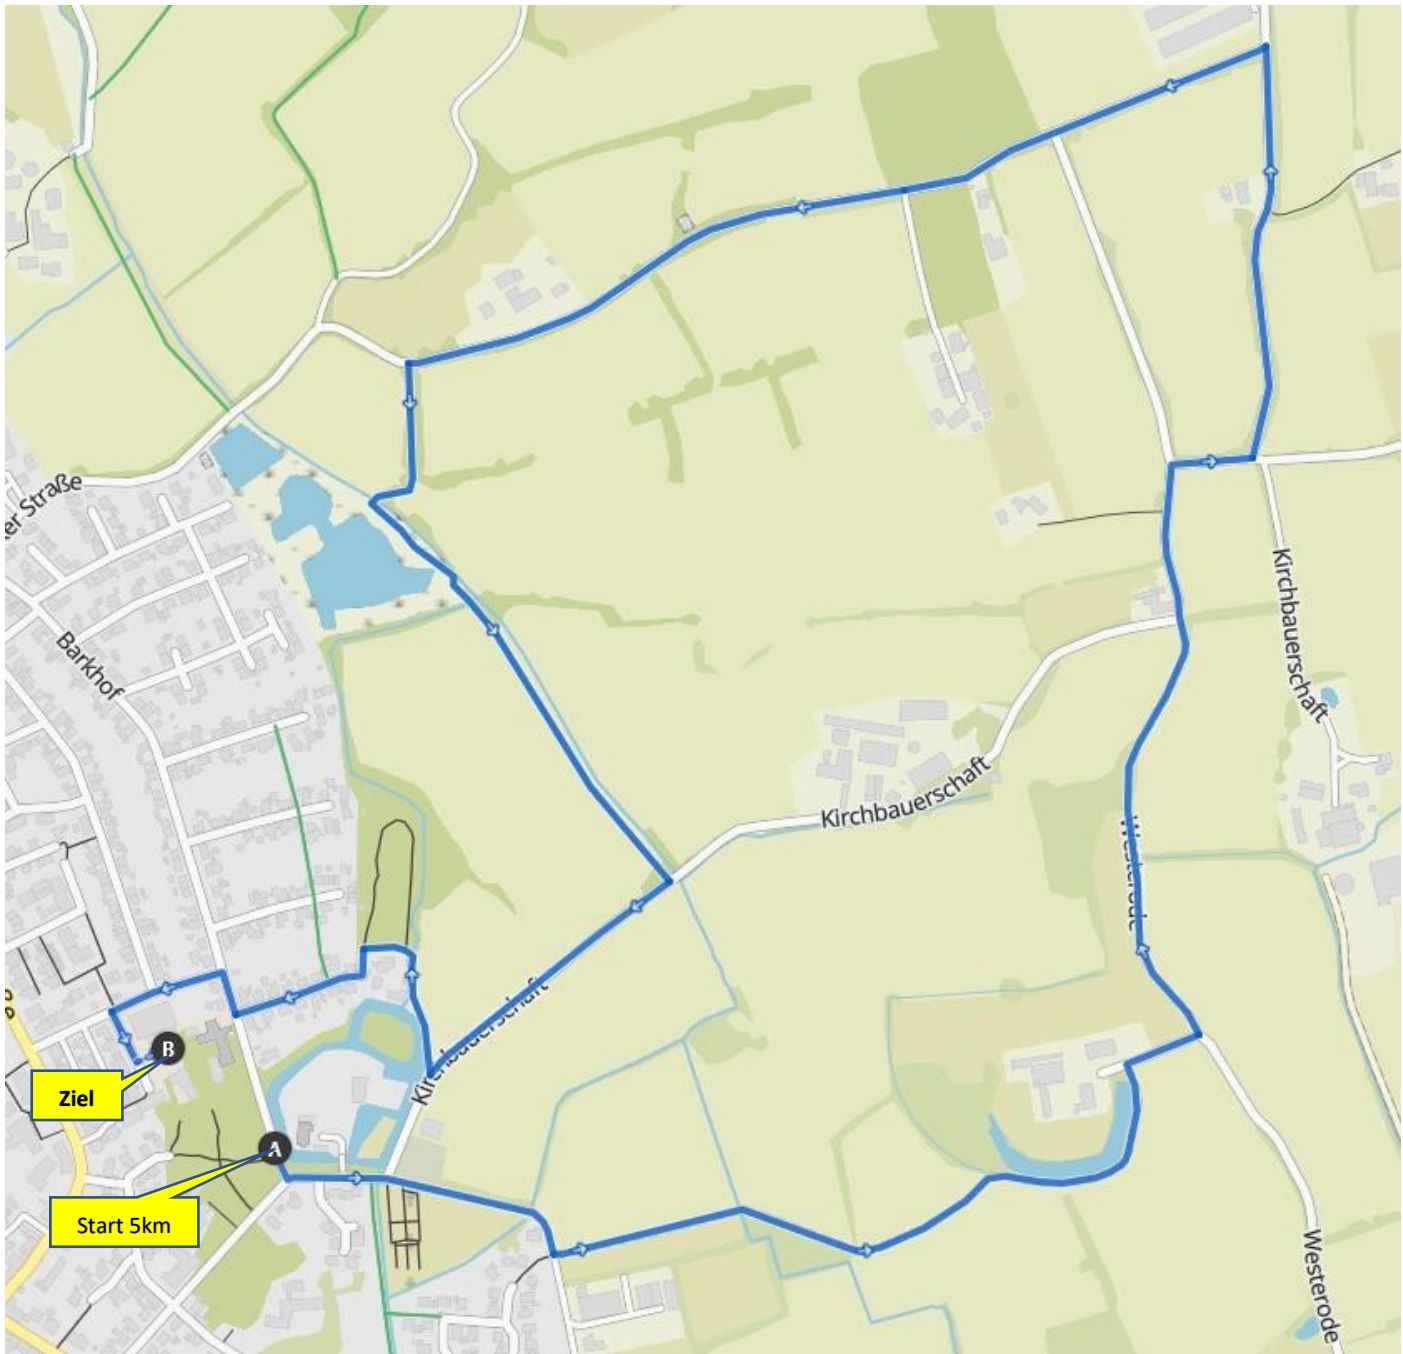 er Straße
Barkhof
Kirchbauerschaft
Kirchbauerschaft
Westerode
Kirchbauerschaft
B
Ziel
A
Start 5km
Westerode